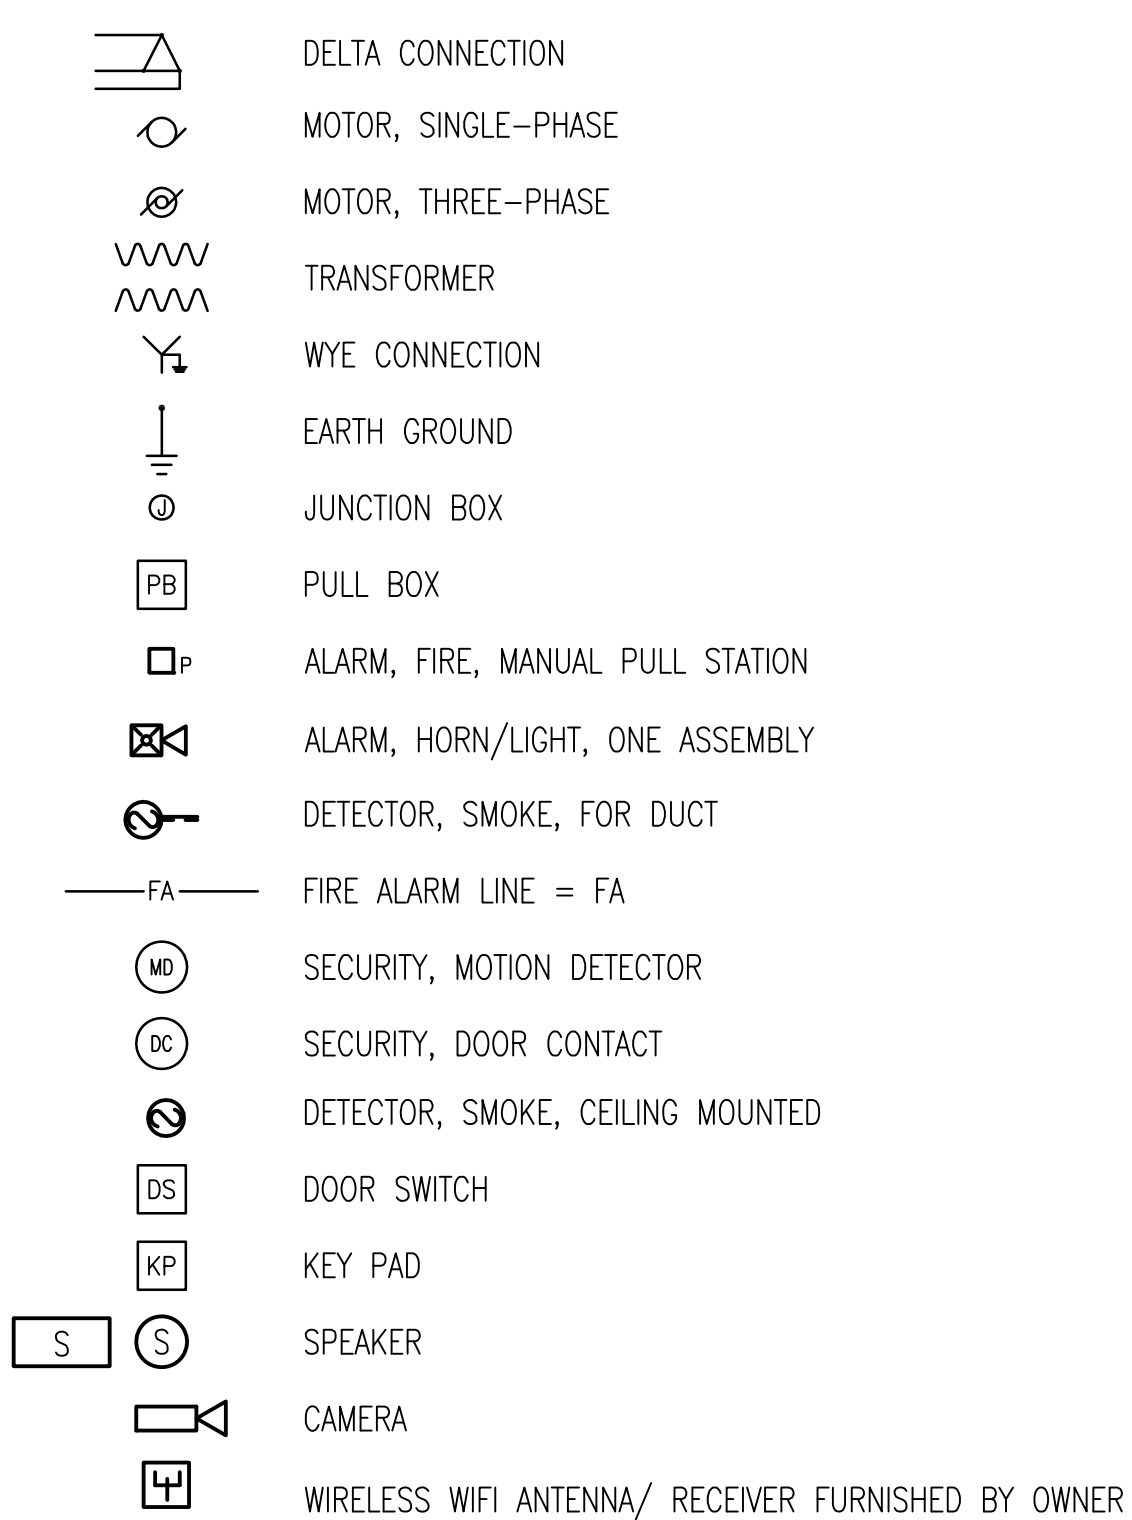 DELTA CONNECTION
MOTOR, SINGLE-PHASE
MOTOR, THREE-PHASE
TRANSFORMER
WYE CONNECTION
EARTH GROUND
J JUNCTION BOX
PB PULL BOX
P ALARM, FIRE, MANUAL PULL STATION
ALARM, HORN/LIGHT, ONE ASSEMBLY
DETECTOR, SMOKE, FOR DUCT
FA FIRE ALARM LINE = FA
MD SECURITY, MOTION DETECTOR
DC SECURITY, DOOR CONTACT
DETECTOR, SMOKE, CEILING MOUNTED
DS DOOR SWITCH
KP KEY PAD
S S SPEAKER
CAMERA
WIRELESS WIFI ANTENNA/ RECEIVER FURNISHED BY OWNER